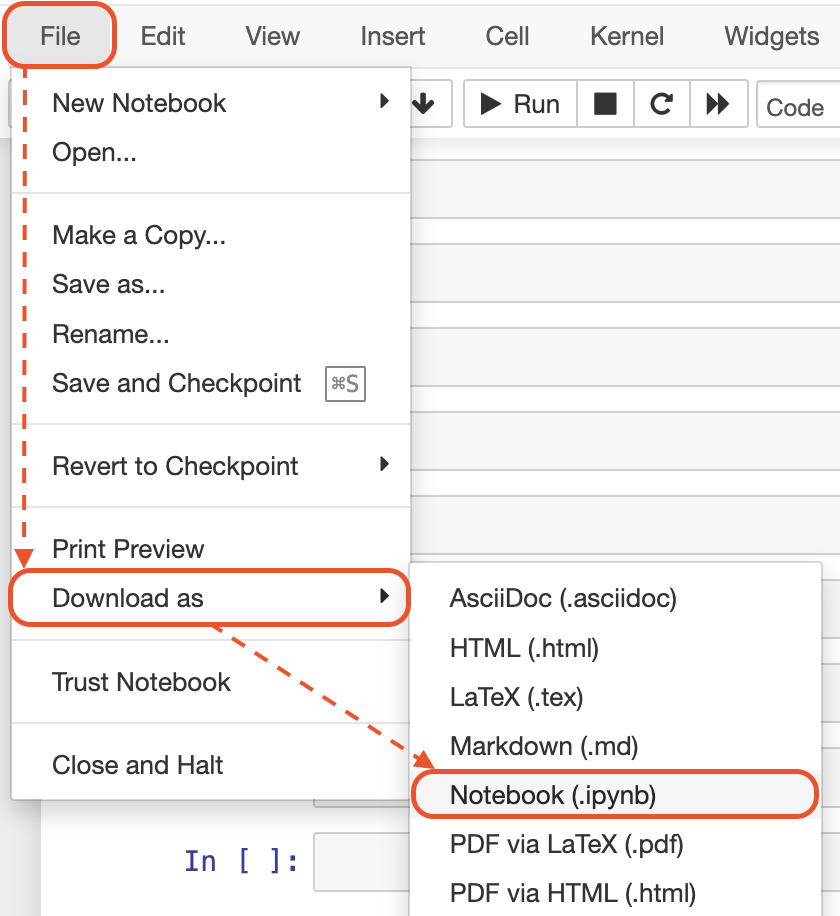 File Edit View Insert Cell Kernel Widgets
Run Code
New Notebook
Open...
Make a Copy...
Save as...
Rename...
Save and Checkpoint ⌘S
Revert to Checkpoint
Print Preview
Download as
Trust Notebook
Close and Halt
AsciiDoc (.asciidoc)
HTML (.html)
LaTeX (.tex)
Markdown (.md)
Notebook (.ipynb)
PDF via LaTeX (.pdf)
PDF via HTML (.html)
In [ ]: